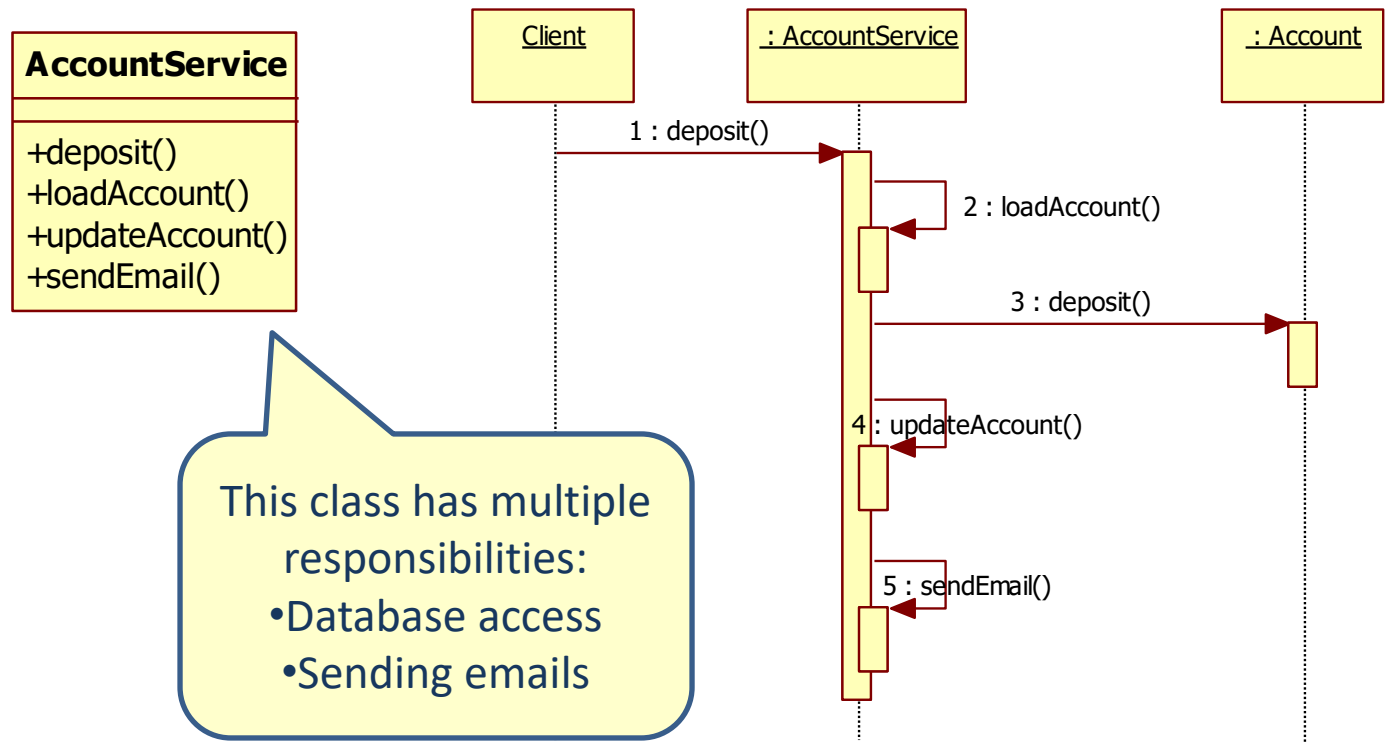 AccountService
+deposit()
+loadAccount()
+updateAccount()
+sendEmail()
Client
: AccountService
: Account
1 : deposit()
2 : loadAccount()
3 : deposit()
4 : updateAccount()
5 : sendEmail()
This class has multiple
responsibilities:
•Database access
•Sending emails